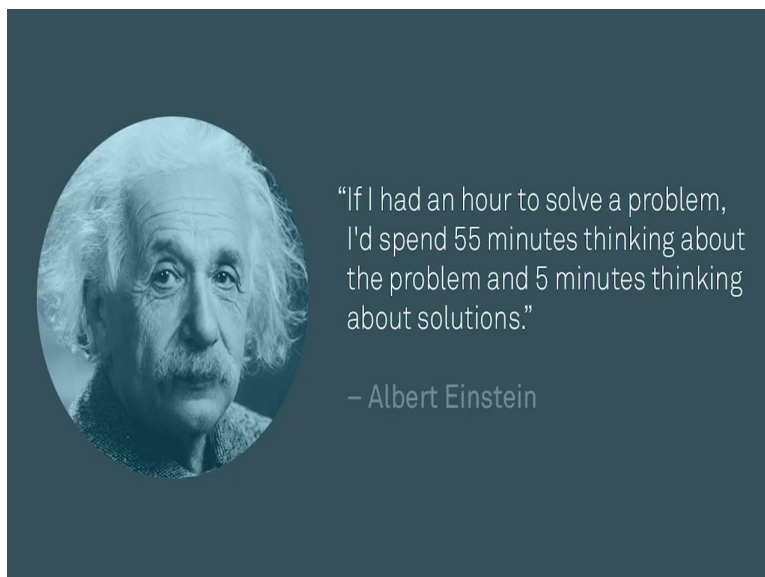 “If I had an hour to solve a problem,
I'd spend 55 minutes thinking about
the problem and 5 minutes thinking
about solutions.”
– Albert Einstein